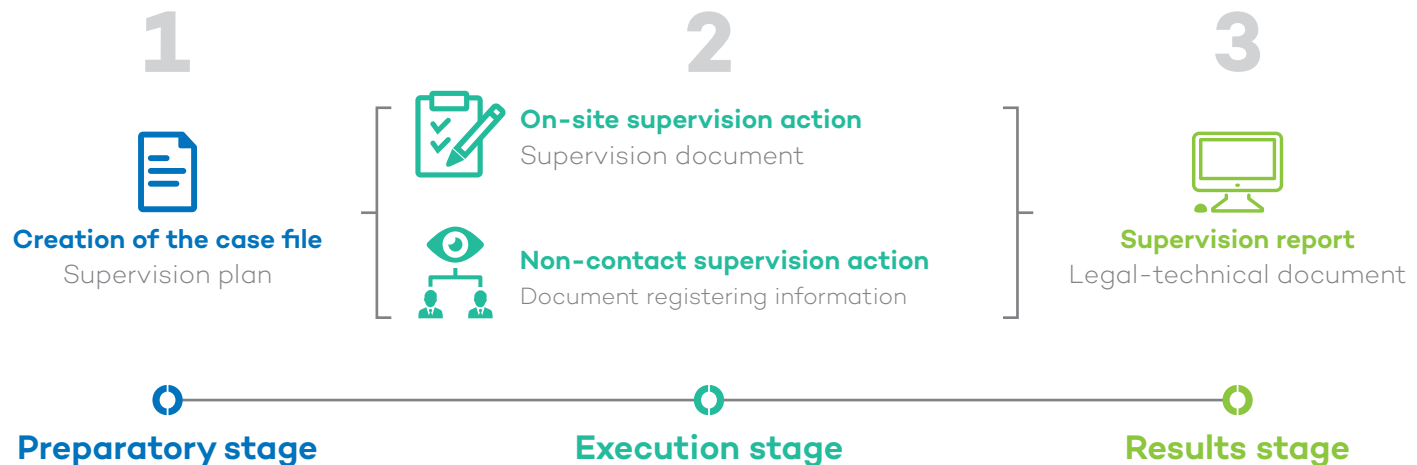 1
2
3
Creation of the case file
Supervision plan
On-site supervision action
Supervision document
Non-contact supervision action
Document registering information
Supervision report
Legal-technical document
Preparatory stage
Execution stage
Results stage